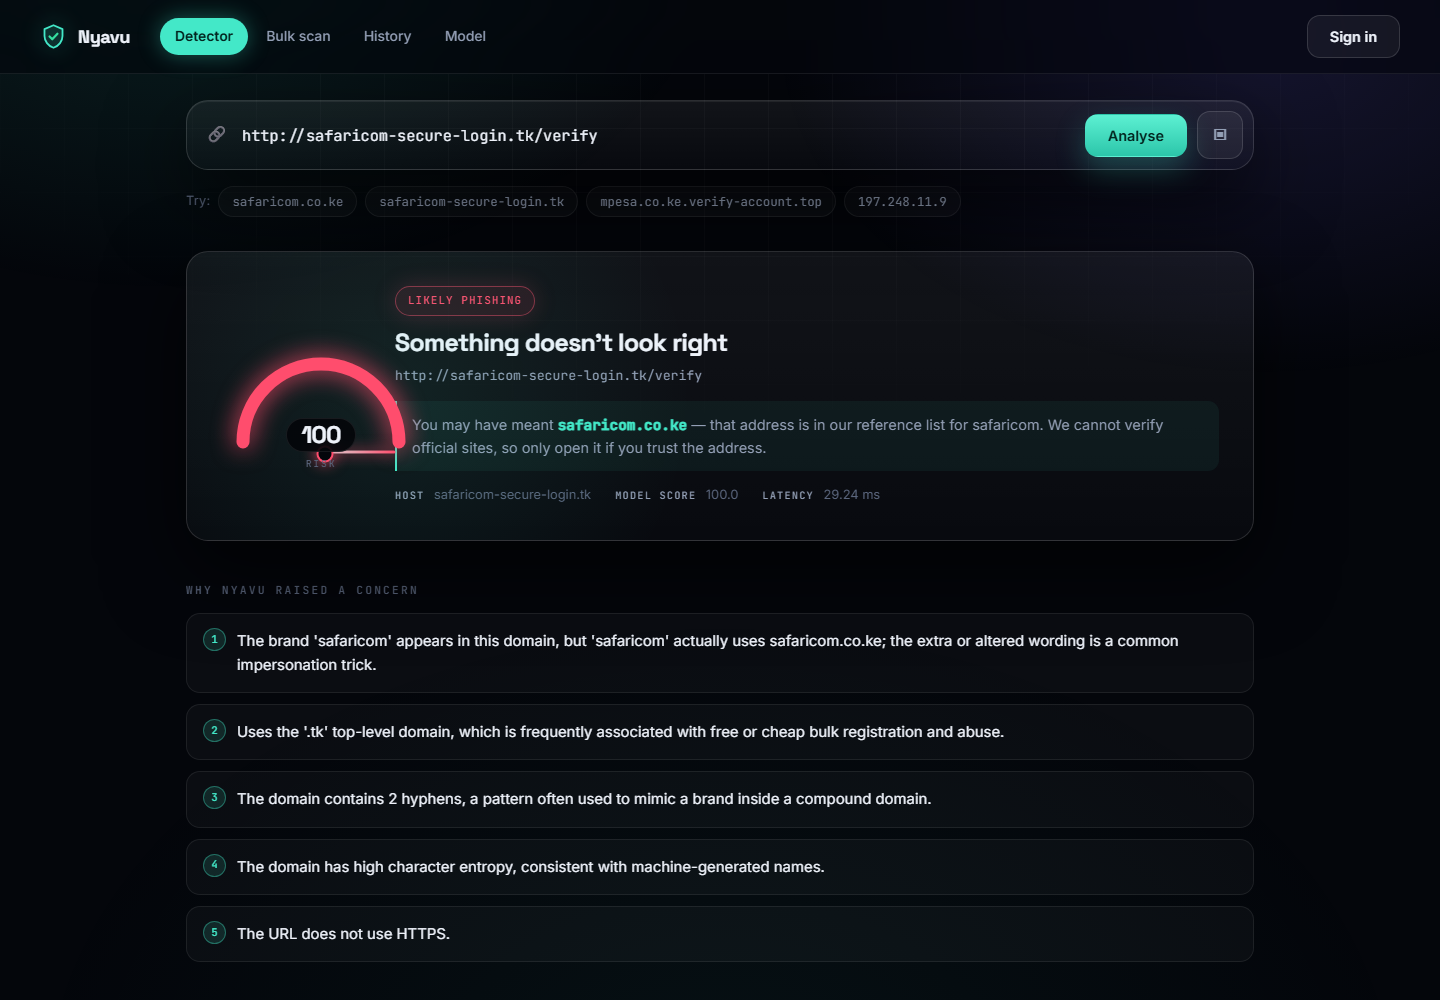 Nyavu
Detector
Bulk scan
History
Model
Sign in
http://safaricom-secure-login.tk/verify
Analyse
Try:
safaricom.co.ke
safaricom-secure-login.tk
mpesa.co.ke.verify-account.top
197.248.11.9
LIKELY PHISHING
Something doesn't look right
http://safaricom-secure-login.tk/verify
100
RISK
You may have meant safaricom.co.ke — that address is in our reference list for safaricom. We cannot verify
official sites, so only open it if you trust the address.
HOST safaricom-secure-login.tk MODEL SCORE 100.0 LATENCY 29.24 ms
WHY NYAVU RAISED A CONCERN
1 The brand 'safaricom' appears in this domain, but 'safaricom' actually uses safaricom.co.ke; the extra or altered wording is a common
impersonation trick.
2 Uses the '.tk' top-level domain, which is frequently associated with free or cheap bulk registration and abuse.
3 The domain contains 2 hyphens, a pattern often used to mimic a brand inside a compound domain.
4 The domain has high character entropy, consistent with machine-generated names.
5 The URL does not use HTTPS.